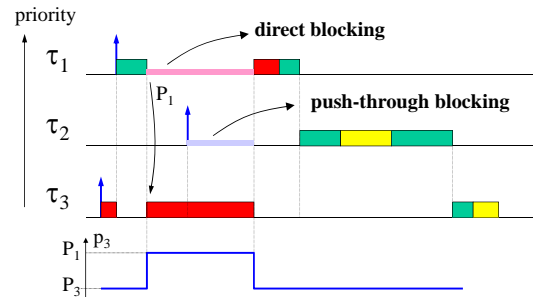 priority
direct blocking
τ1
P1
push-through blocking
τ2
τ3
p3
P1
P3